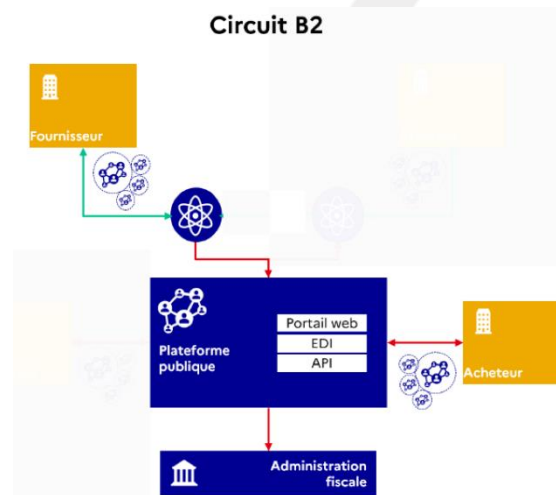 Circuit B2
Fournisseur
Portail web
EDI
API
Plateforme
publique
Acheteur
Administration
fiscale